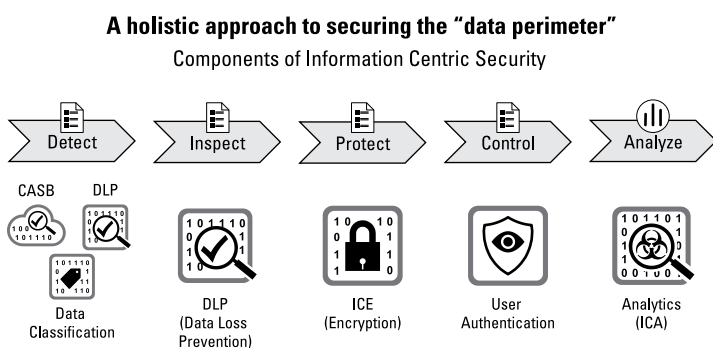 A holistic approach to securing the “data perimeter”
Components of Information Centric Security
Detect
Inspect
Protect
Control
Analyze
CASB
DLP
Data
Classification
DLP
(Data Loss
Prevention)
ICE
(Encryption)
User
Authentication
Analytics
(ICA)